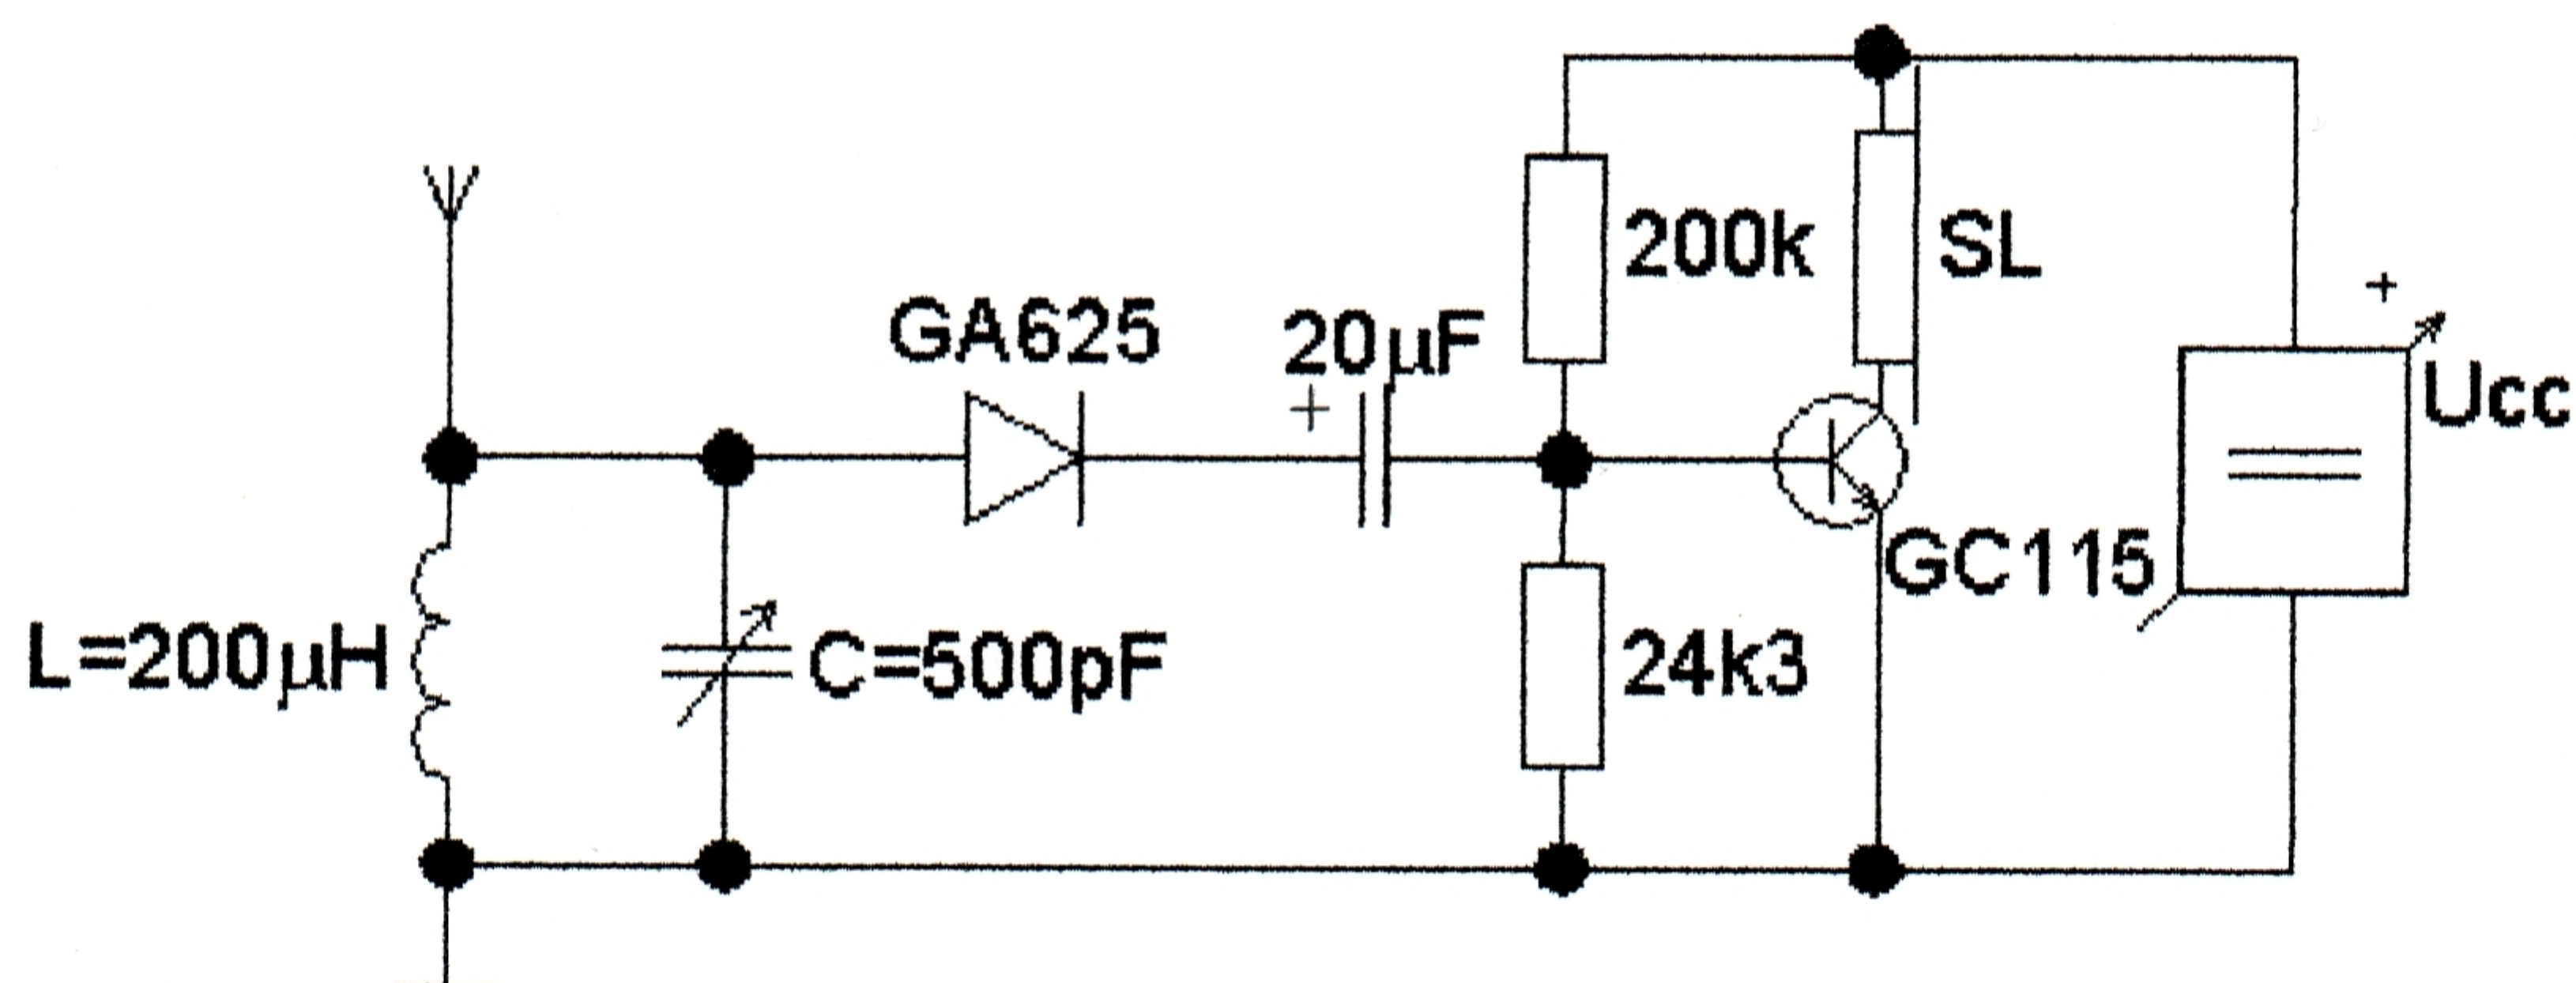 GA625
20µF
+
200k
SL
+
Ucc
L=200µH
C=500pF
24k3
GC115